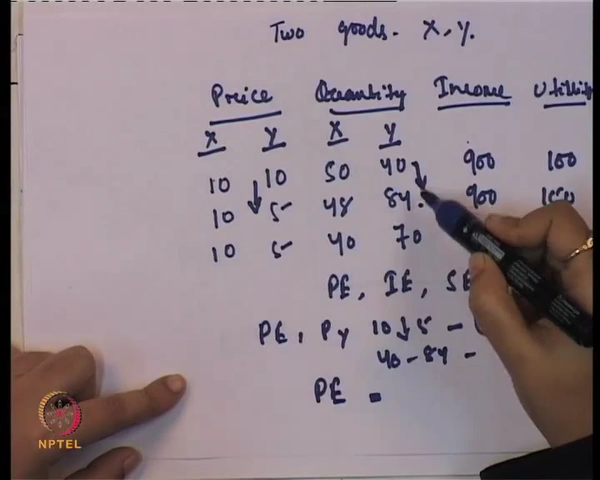 Two goods - X, Y.
Price Quantity Income Utility
X Y X Y
10 10 50 40 900 100
10 5 48 84 900
10 5 40 70
PE, IE, SE
PE, Py 10 ↓ 5 -
40 - 84 -
PE =
NPTEL